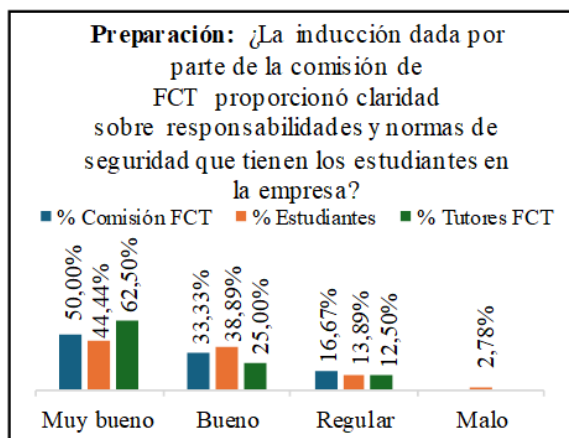 Preparación: ¿La inducción dada por
parte de la comisión de
FCT proporcionó claridad
sobre responsabilidades y normas de
seguridad que tienen los estudiantes en
la empresa?
% Comisión FCT % Estudiantes % Tutores FCT
50,00% 44,44% 62,50% 33,33% 38,89% 25,00% 16,67% 13,89% 12,50% 2,78%
Muy bueno Bueno Regular Malo